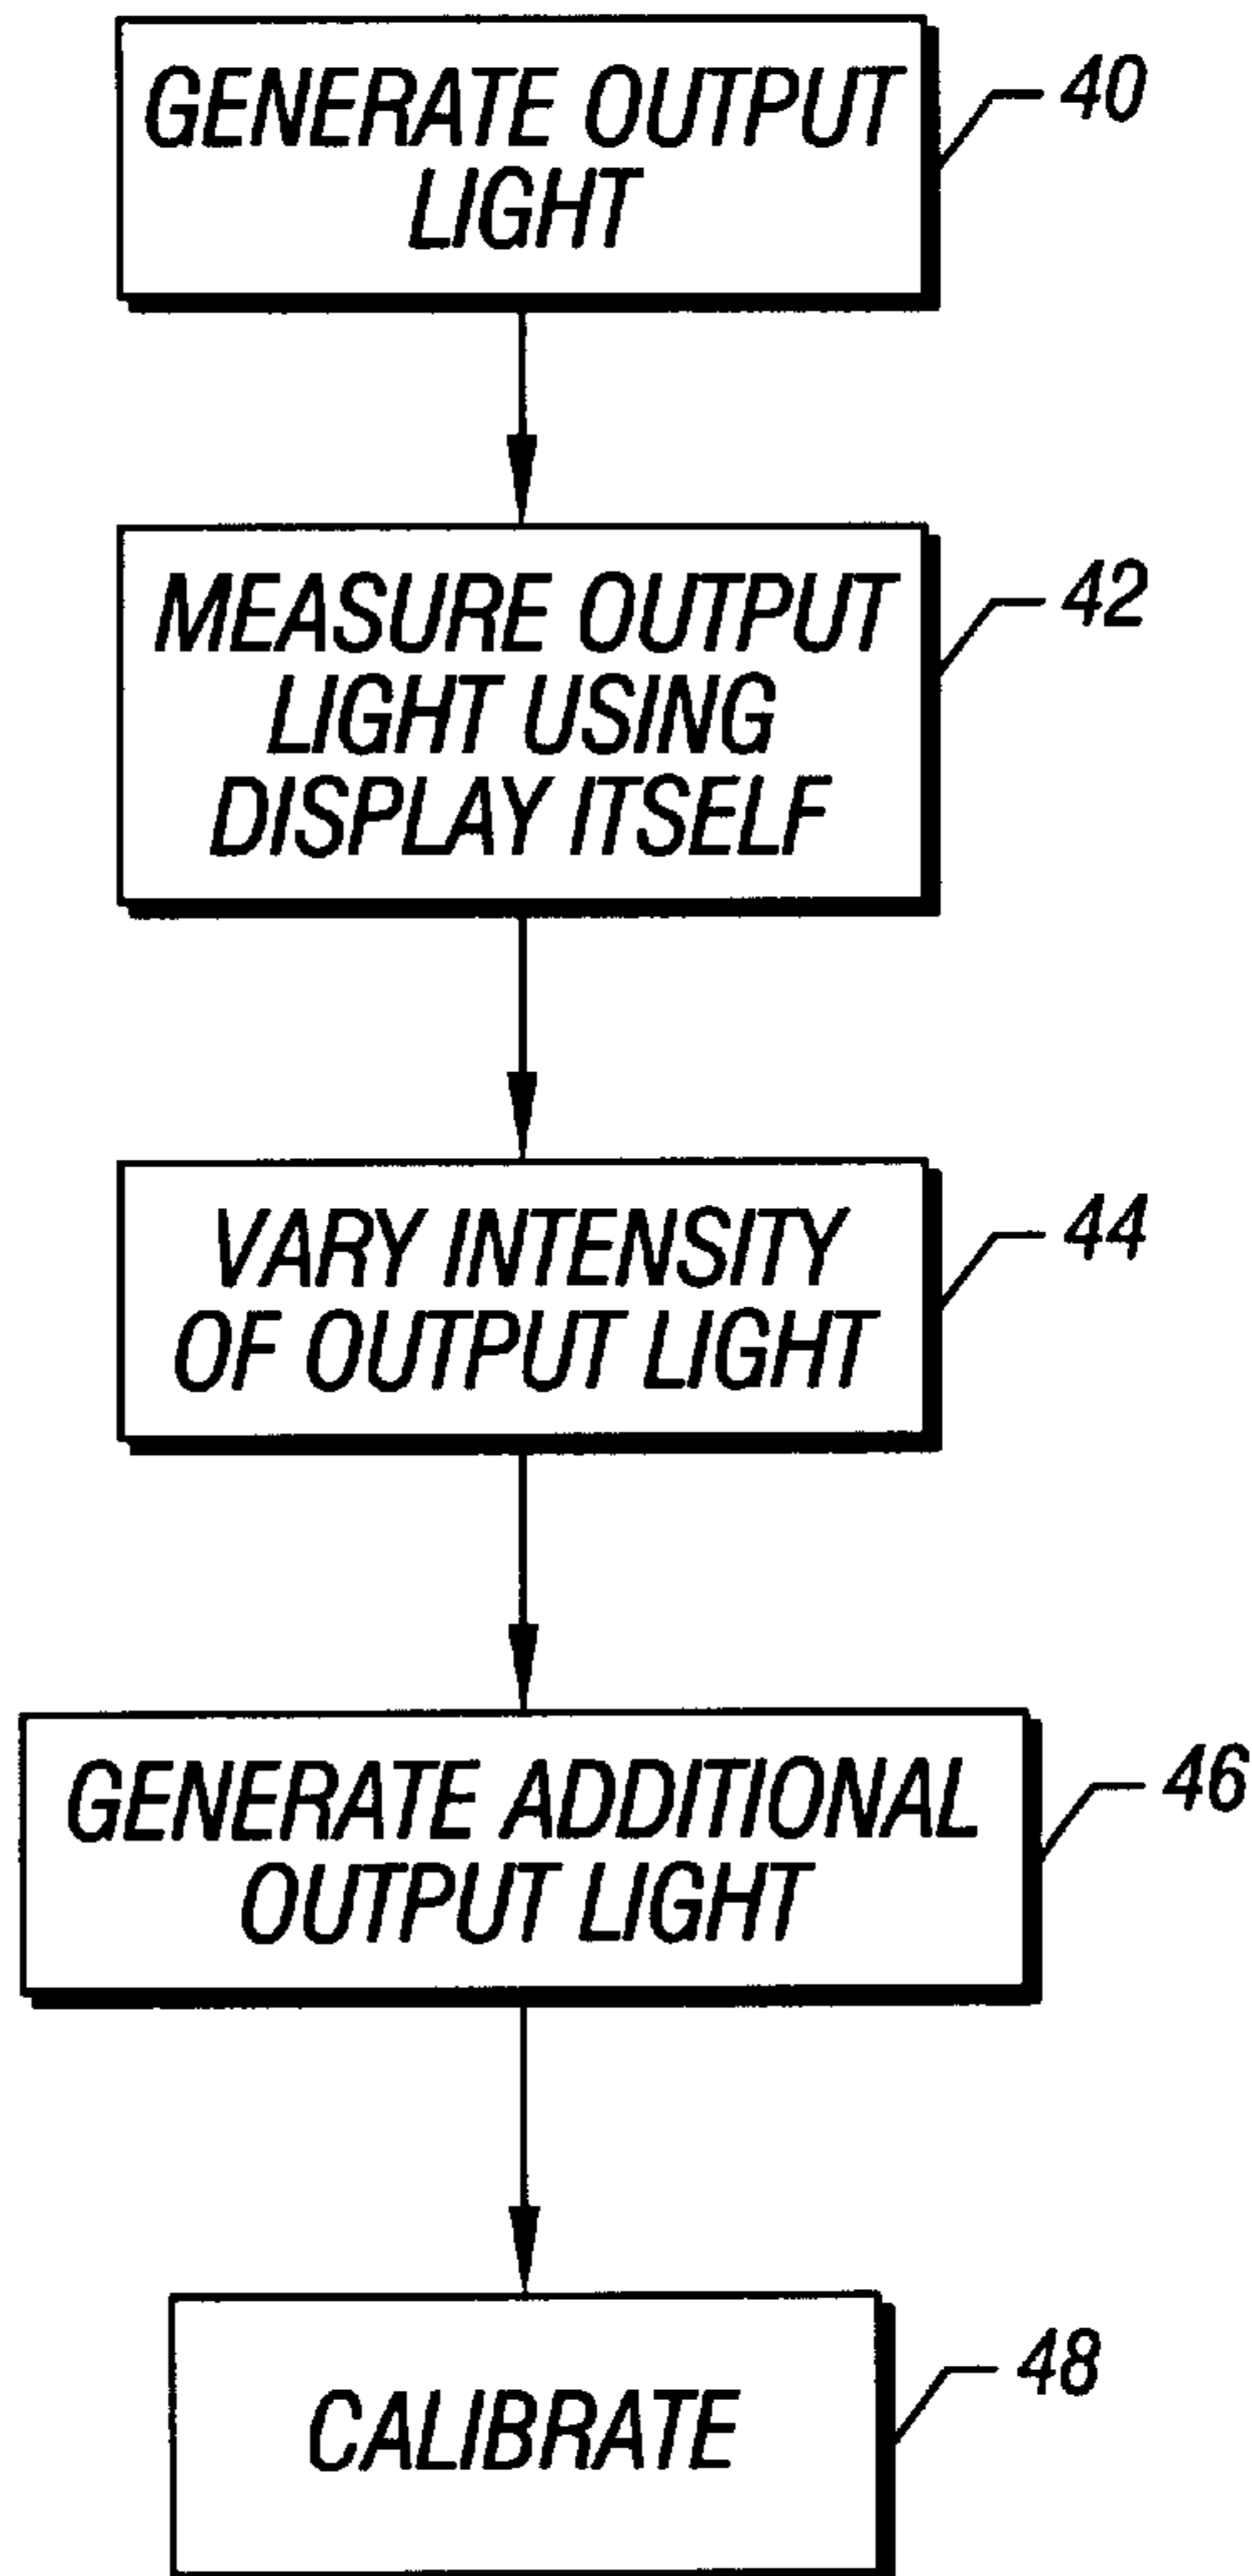 GENERATE OUTPUT
LIGHT
40
MEASURE OUTPUT
LIGHT USING
DISPLAY ITSELF
42
VARY INTENSITY
OF OUTPUT LIGHT
44
GENERATE ADDITIONAL
OUTPUT LIGHT
46
CALIBRATE
48